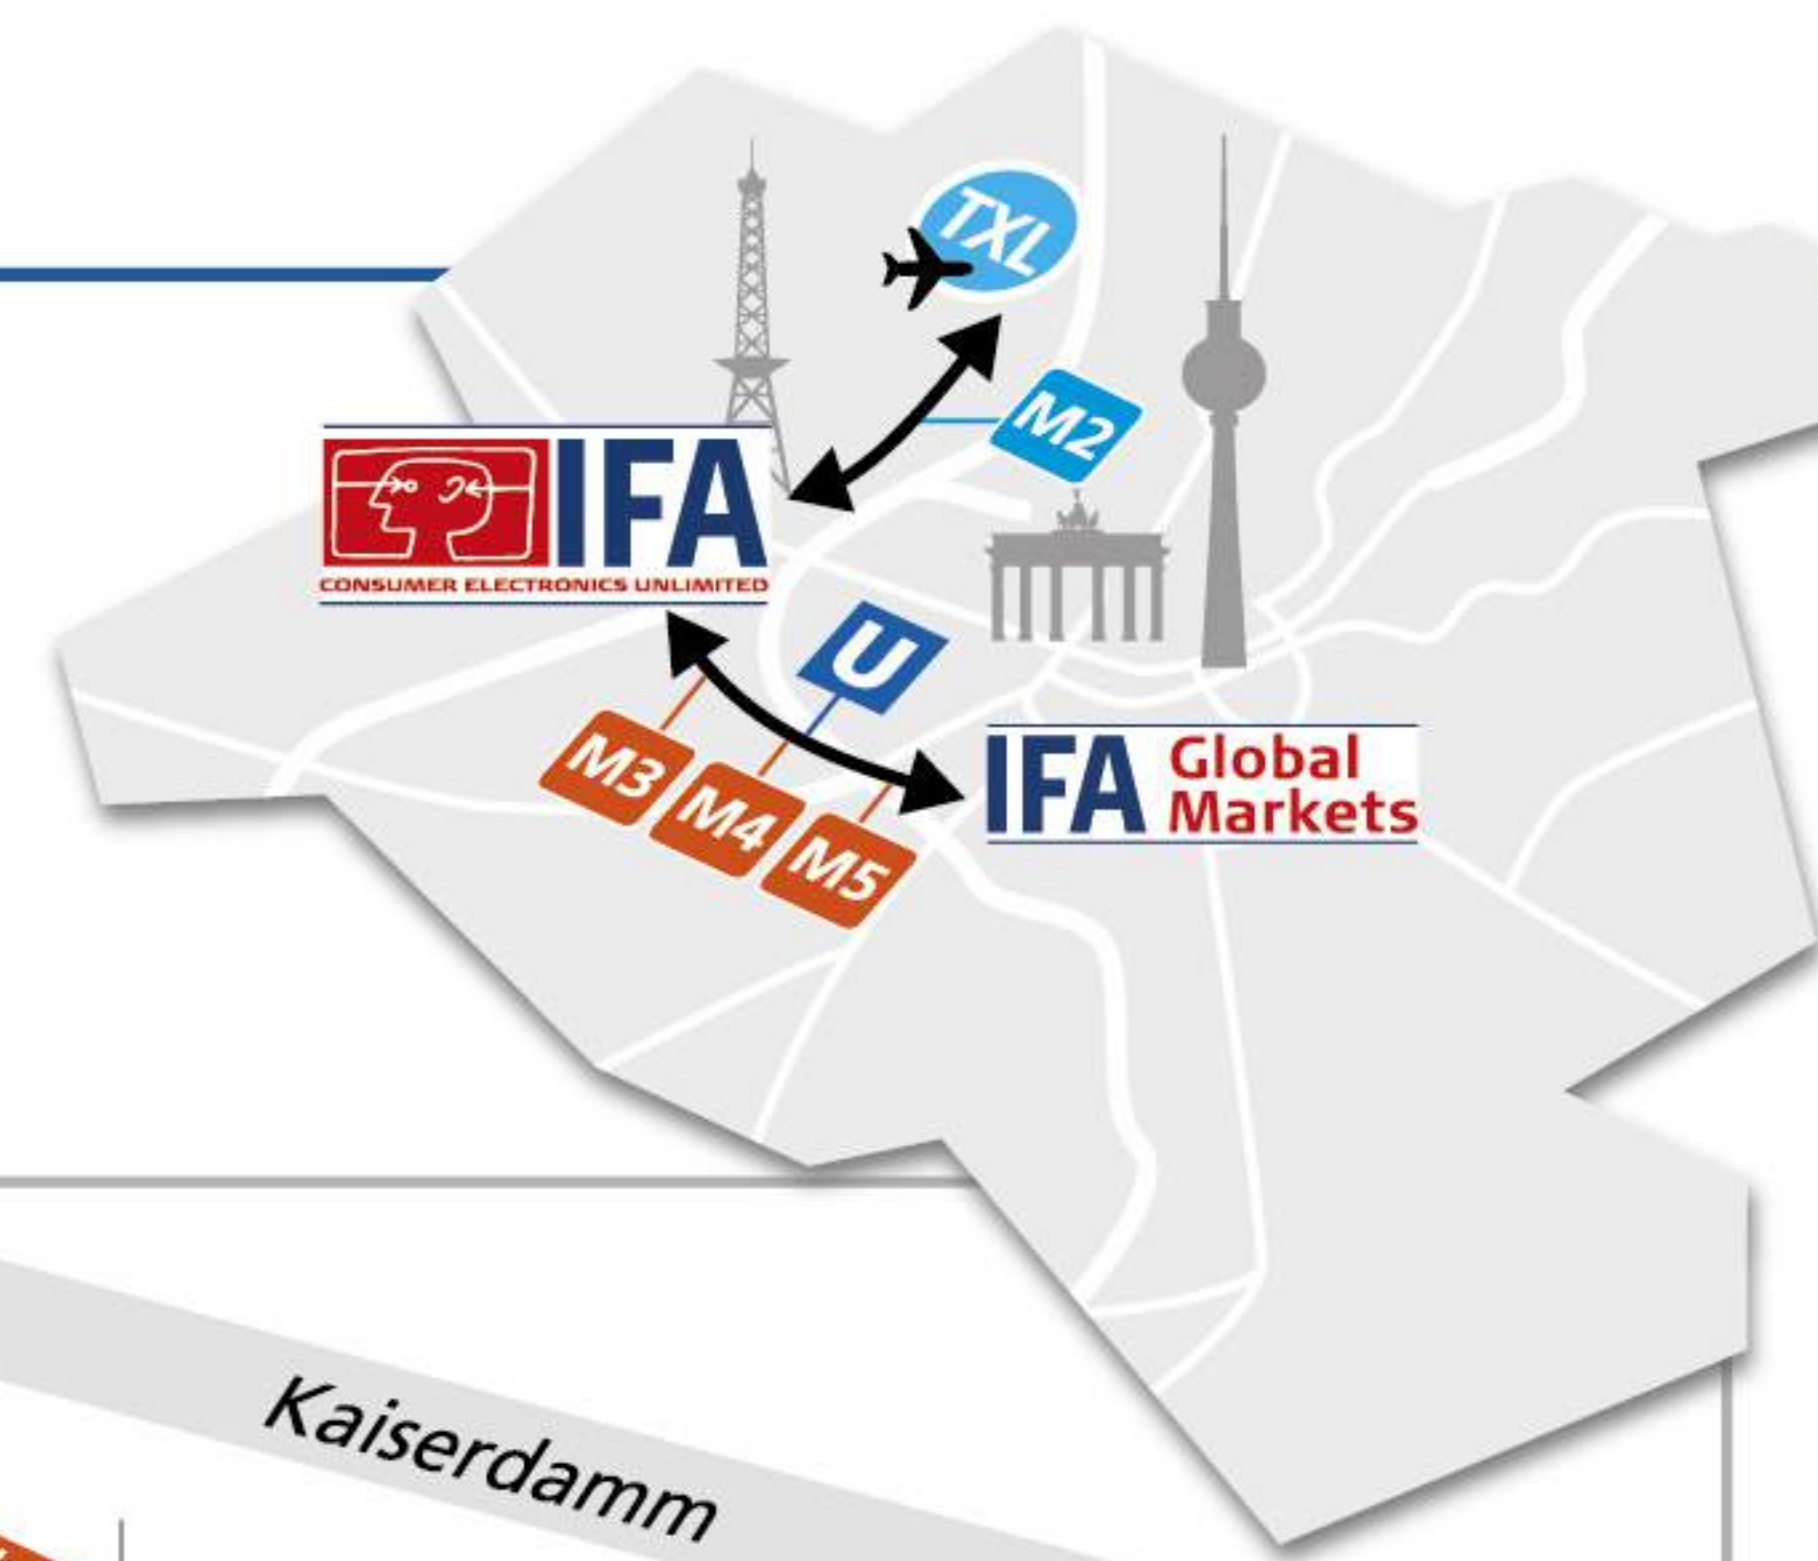 TXL
M2
IFA
CONSUMER ELECTRONICS UNLIMITED
U
M3
M4
M5
IFA Global
Markets
Kaiserdamm